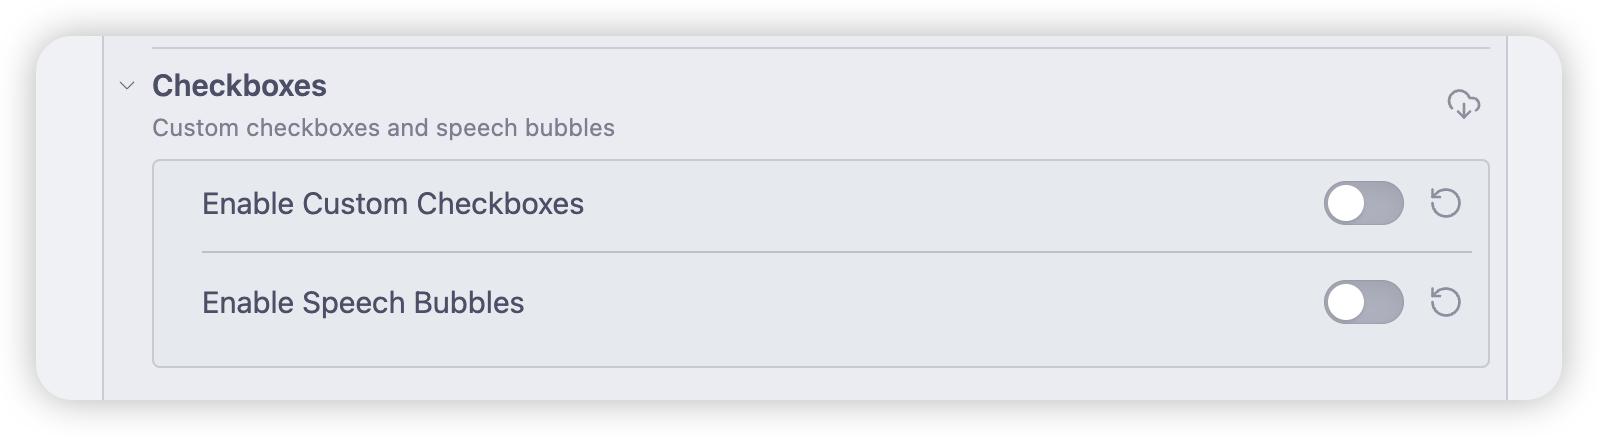 Checkboxes
Custom checkboxes and speech bubbles
Enable Custom Checkboxes
Enable Speech Bubbles